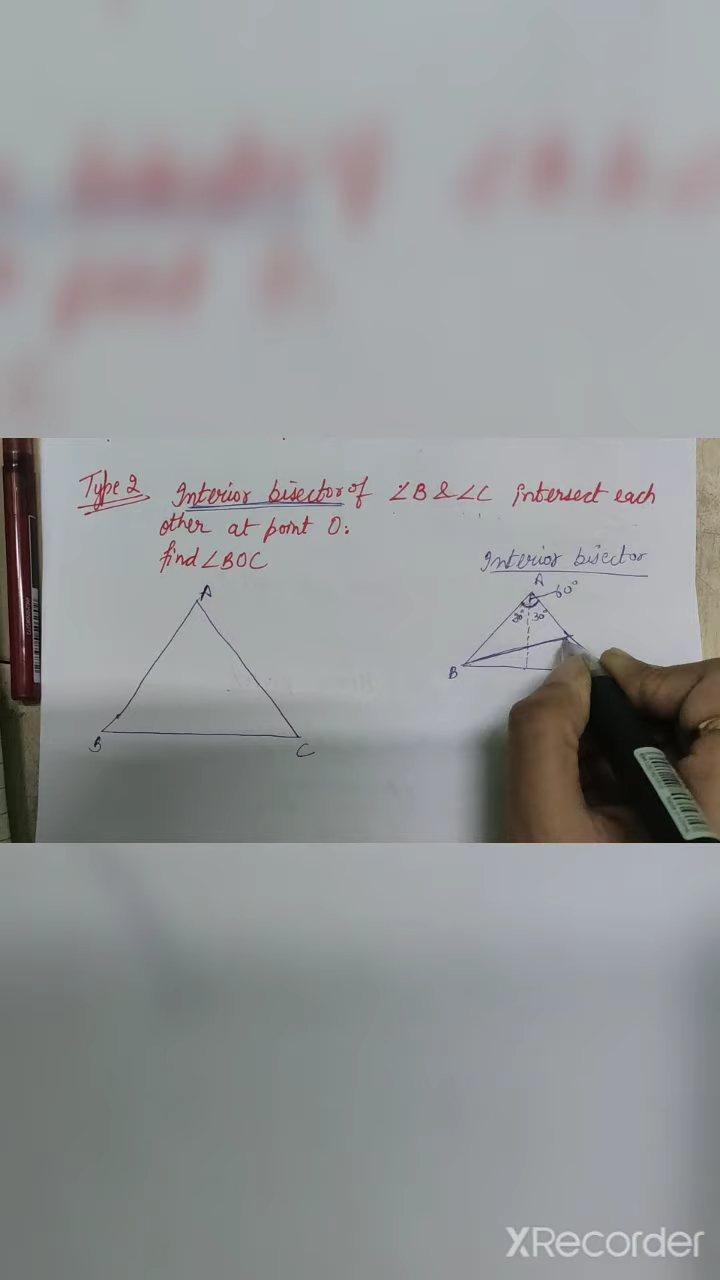 Type 2 Interior bisector of ∠B & ∠C intersect each
other at point O.
find ∠BOC
Interior bisector
A
60°
30° 30°
B
A
B
C
XRecorder